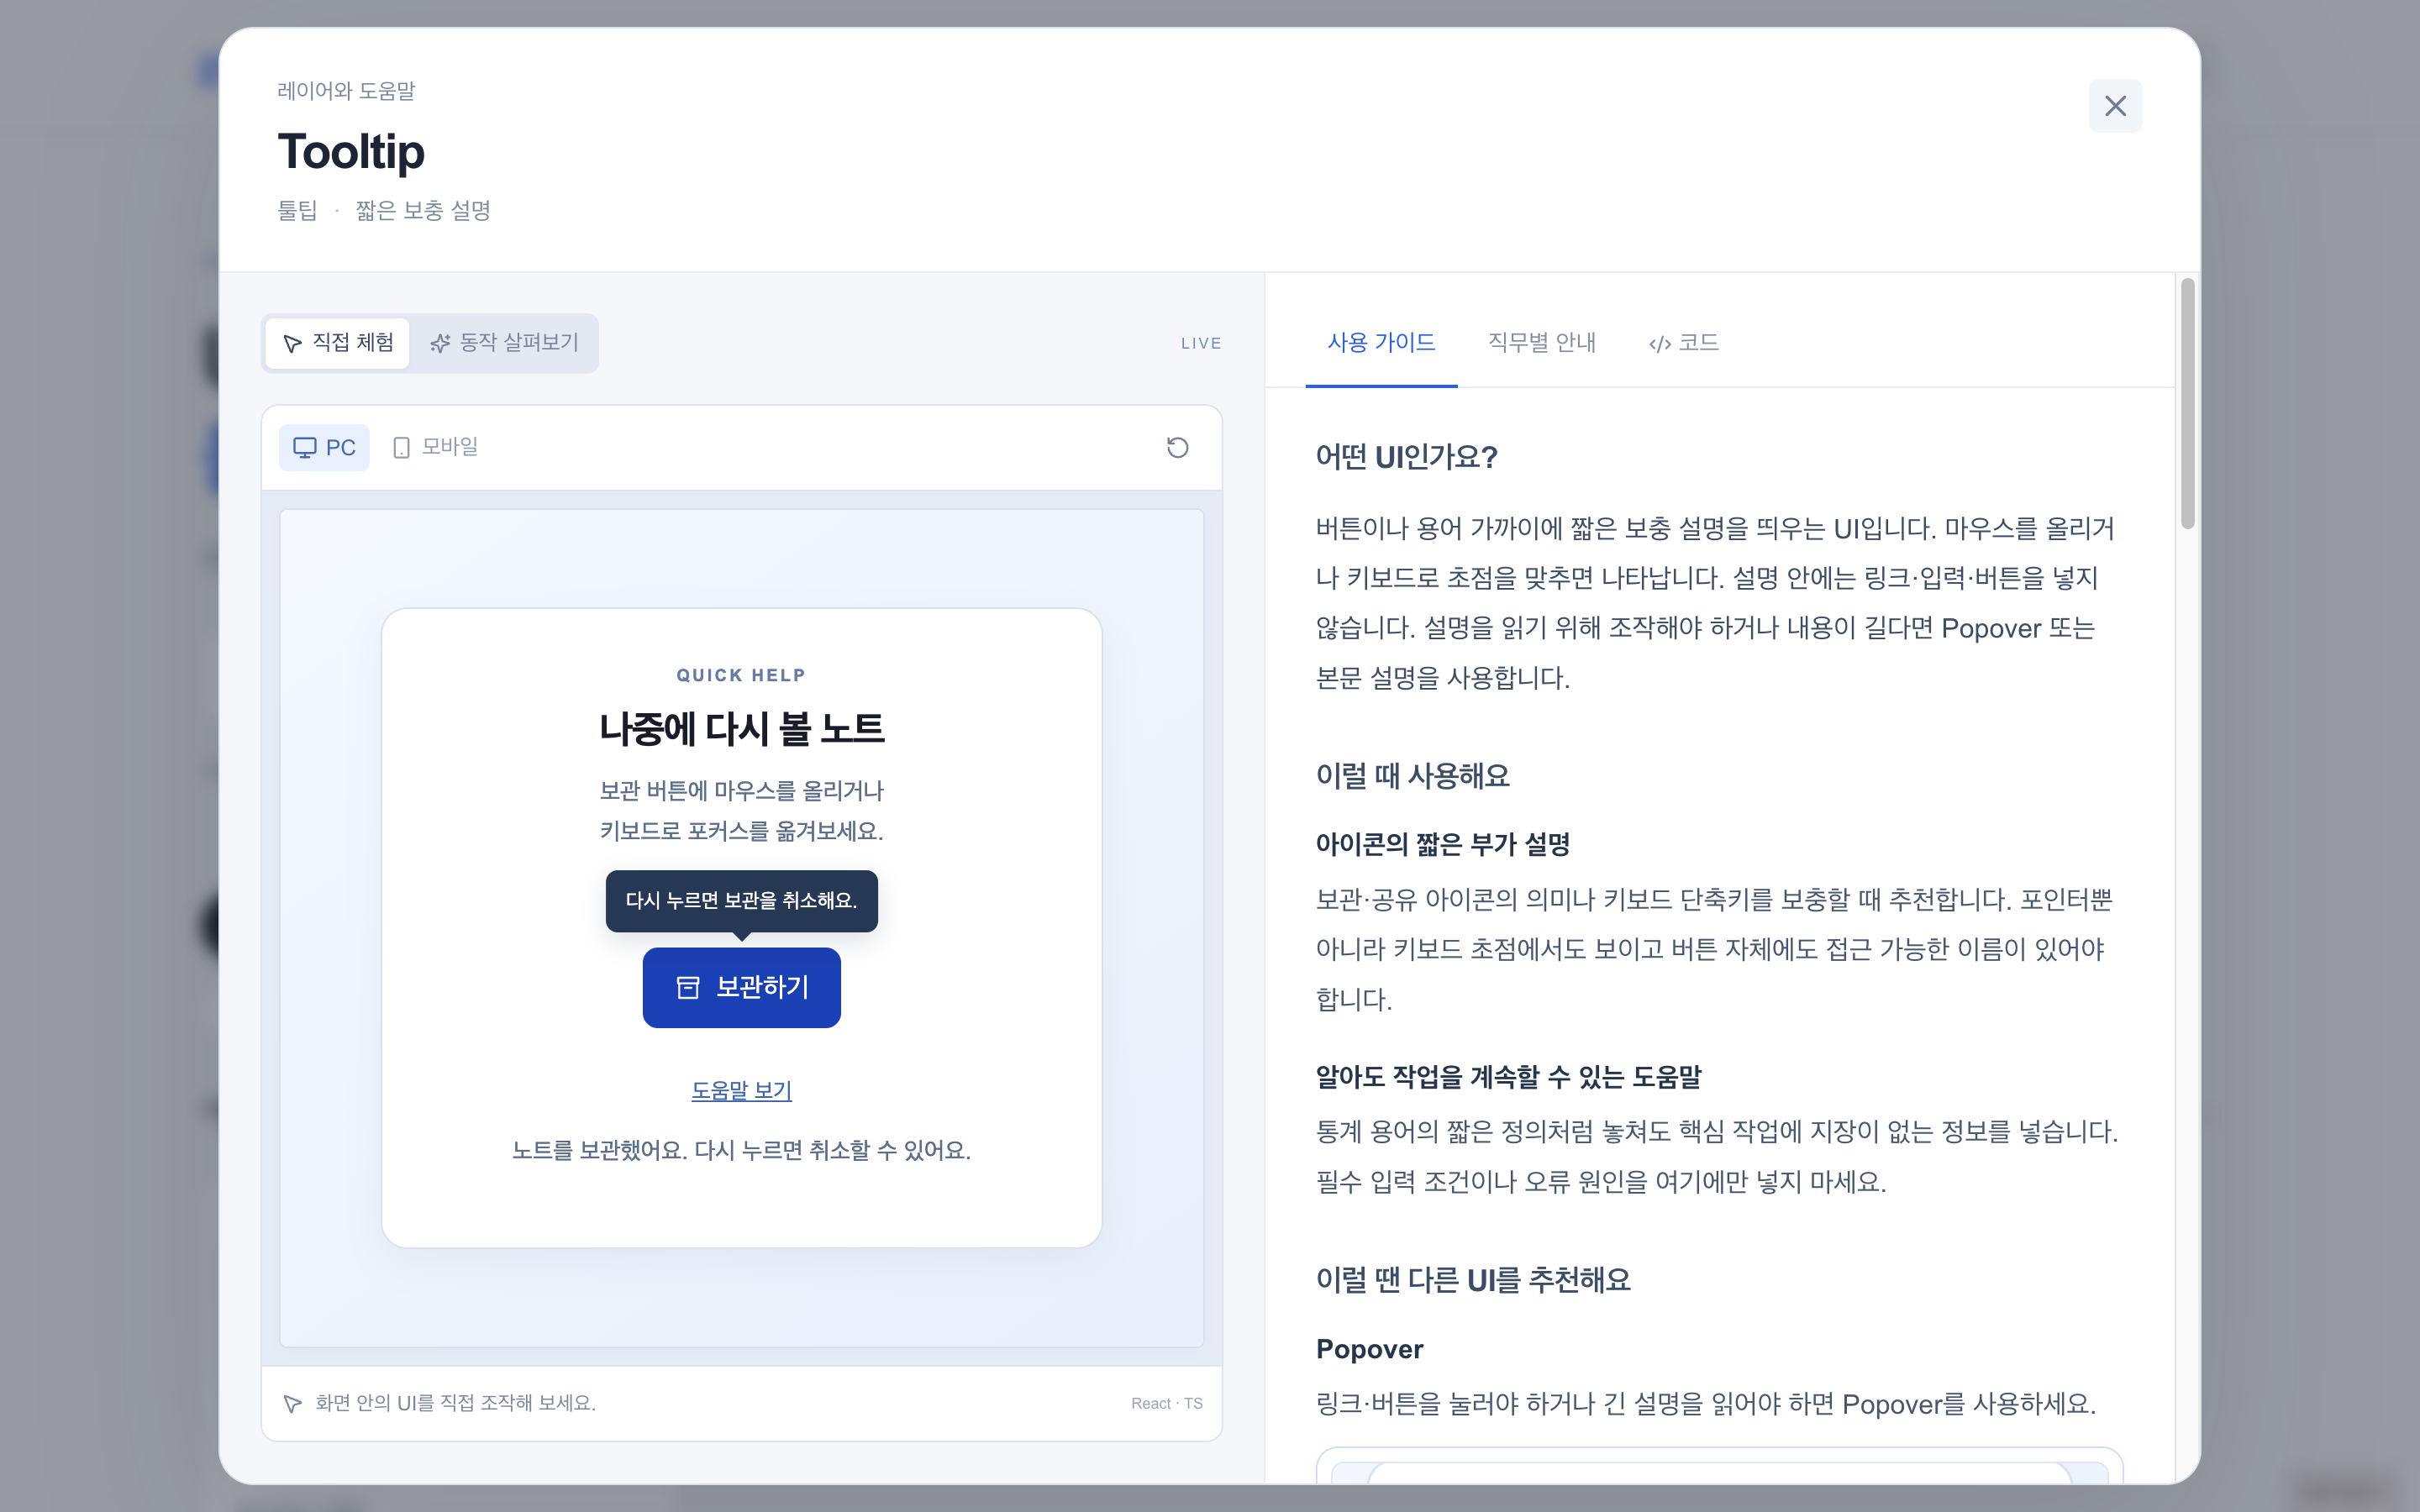 레이어와 도움말
Tooltip
툴팁 · 짧은 보충 설명
직접 체험
동작 살펴보기
LIVE
PC
모바일
QUICK HELP
나중에 다시 볼 노트
보관 버튼에 마우스를 올리거나
키보드로 포커스를 옮겨보세요.
다시 누르면 보관을 취소해요.
보관하기
도움말 보기
노트를 보관했어요. 다시 누르면 취소할 수 있어요.
화면 안의 UI를 직접 조작해 보세요.
React · TS
사용 가이드
직무별 안내
코드
어떤 UI인가요?
버튼이나 용어 가까이에 짧은 보충 설명을 띄우는 UI입니다. 마우스를 올리거
나 키보드로 초점을 맞추면 나타납니다. 설명 안에는 링크·입력·버튼을 넣지
않습니다. 설명을 읽기 위해 조작해야 하거나 내용이 길다면 Popover 또는
본문 설명을 사용합니다.
이럴 때 사용해요
아이콘의 짧은 부가 설명
보관·공유 아이콘의 의미나 키보드 단축키를 보충할 때 추천합니다. 포인터뿐
아니라 키보드 초점에서도 보이고 버튼 자체에도 접근 가능한 이름이 있어야
합니다.
알아도 작업을 계속할 수 있는 도움말
통계 용어의 짧은 정의처럼 놓쳐도 핵심 작업에 지장이 없는 정보를 넣습니다.
필수 입력 조건이나 오류 원인을 여기에만 넣지 마세요.
이럴 땐 다른 UI를 추천해요
Popover
링크·버튼을 눌러야 하거나 긴 설명을 읽어야 하면 Popover를 사용하세요.